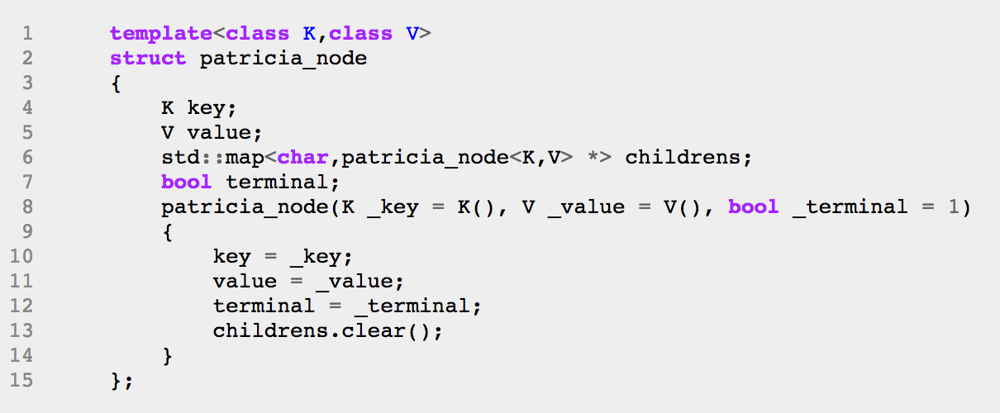 1 template<class K,class V>
2 struct patricia_node
3 {
4 K key;
5 V value;
6 std::map<char,patricia_node<K,V> *> childrens;
7 bool terminal;
8 patricia_node(K _key = K(), V _value = V(), bool _terminal = 1)
9 {
10 key = _key;
11 value = _value;
12 terminal = _terminal;
13 childrens.clear();
14 }
15 };